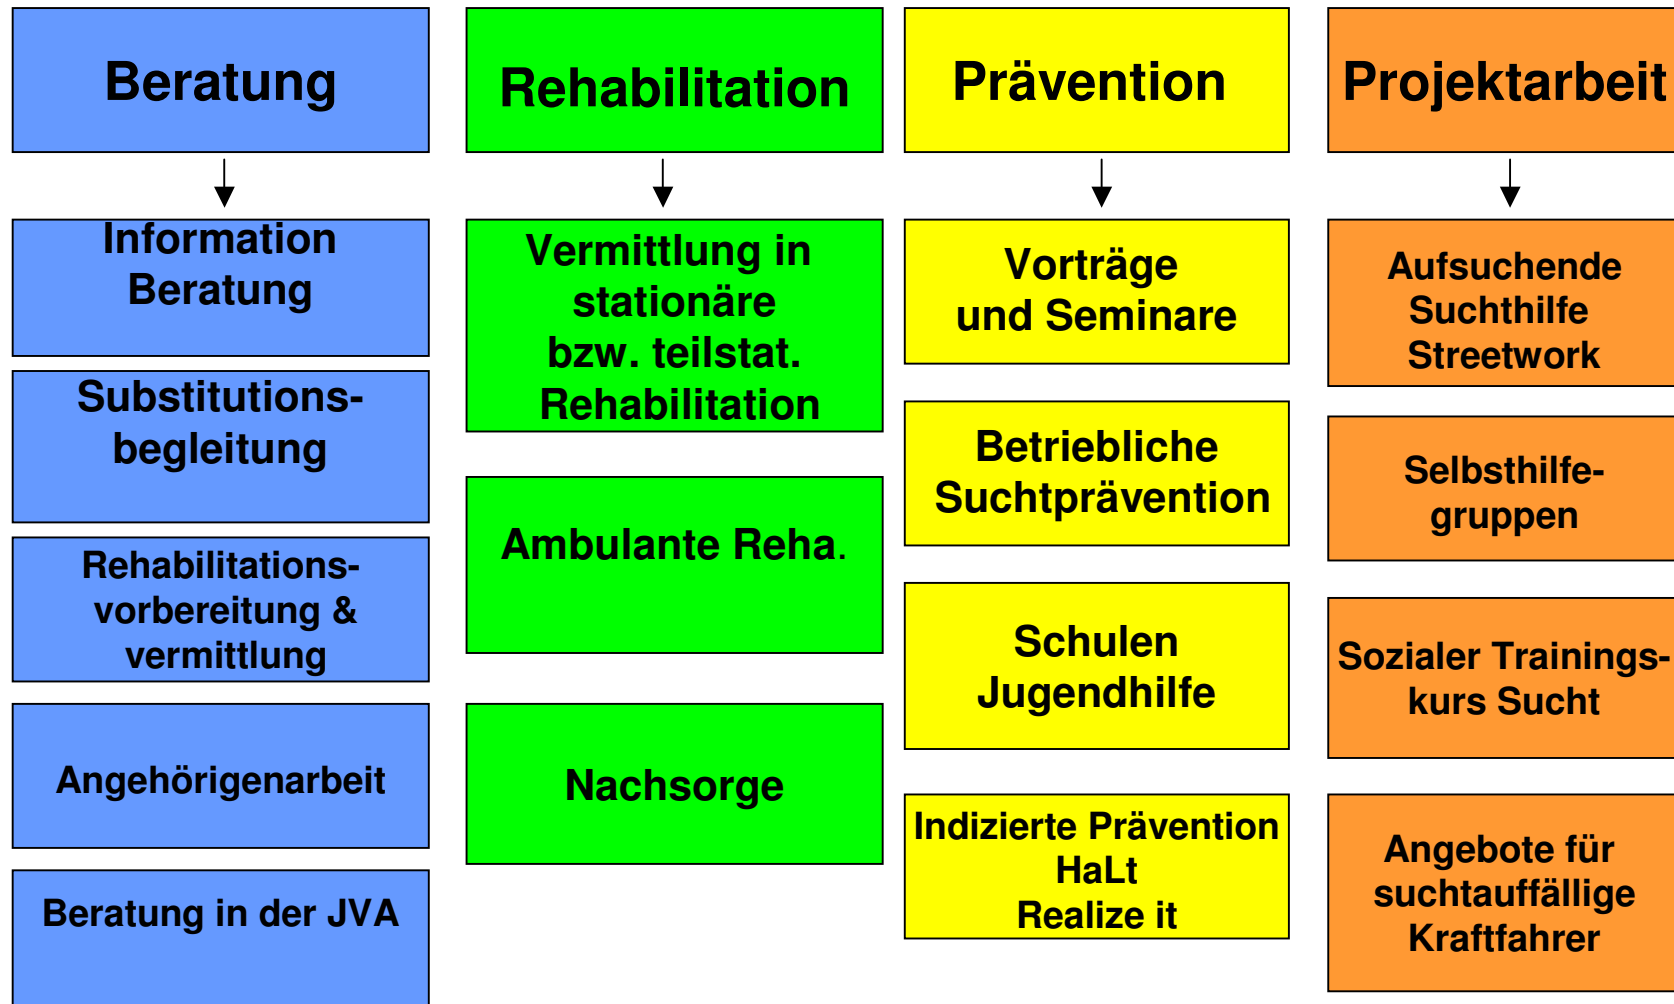 Beratung
Information
Beratung
Substitutions-
begleitung
Rehabilitations-
vorbereitung &
vermittlung
Angehörigenarbeit
Beratung in der JVA
Rehabilitation
Vermittlung in
stationäre
bzw. teilstat.
Rehabilitation
Ambulante Reha.
Nachsorge
Prävention
Vorträge
und Seminare
Betriebliche
Suchtprävention
Schulen
Jugendhilfe
Indizierte Prävention
HaLt
Realize it
Projektarbeit
Aufsuchende
Suchthilfe
Streetwork
Selbsthilfe-
gruppen
Sozialer Trainings-
kurs Sucht
Angebote für
suchtauffällige
Kraftfahrer